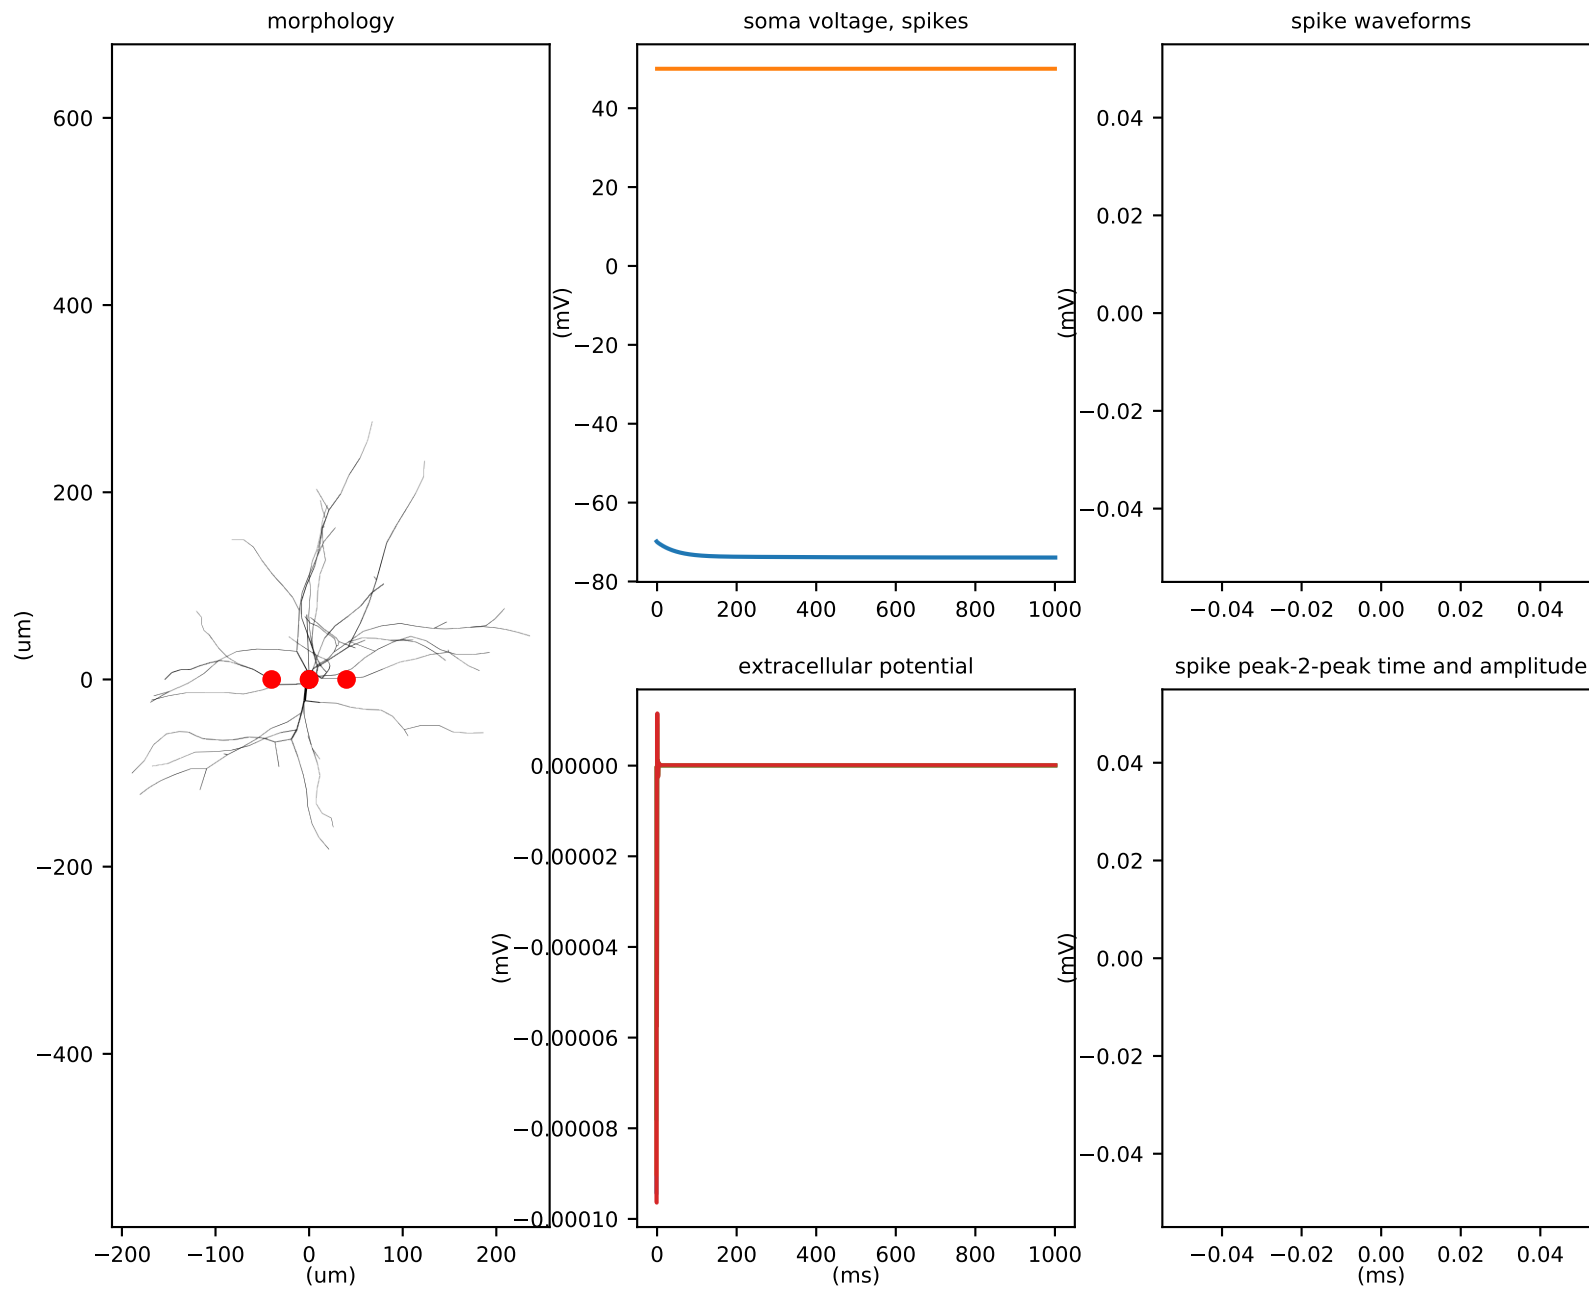 morphology
600
400
200
0
−200
−400
(um)
−200 −100 0 100 200
(um)
soma voltage, spikes
40
20
0
−20
−40
−60
−80
(mV)
0 200 400 600 800 1000
spike waveforms
0.04
0.02
0.00
−0.02
−0.04
(mV)
−0.04 −0.02 0.00 0.02 0.04
extracellular potential
0.00000
−0.00002
−0.00004
−0.00006
−0.00008
−0.00010
(mV)
0 200 400 600 800 1000
(ms)
spike peak-2-peak time and amplitude
0.04
0.02
0.00
−0.02
−0.04
(mV)
−0.04 −0.02 0.00 0.02 0.04
(ms)